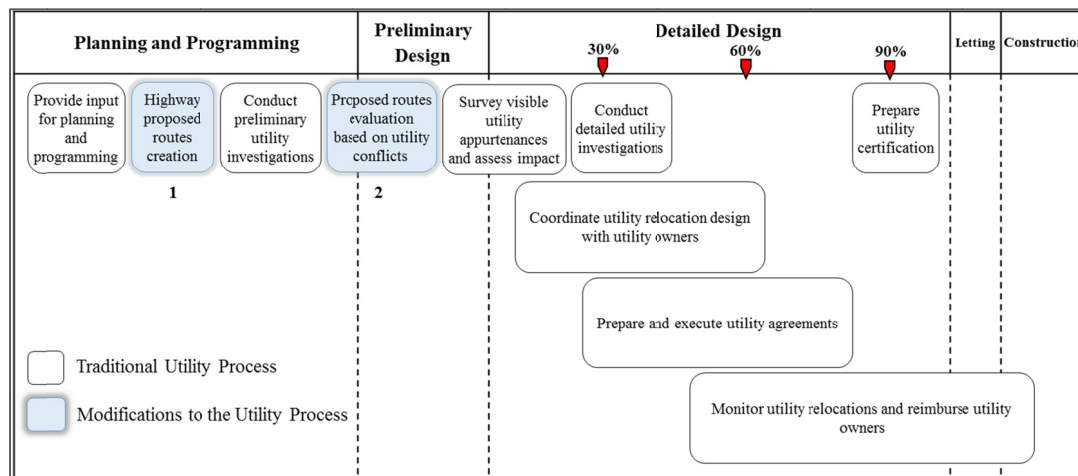 Planning and Programming
Preliminary
Design
Detailed Design
30%
60%
90%
Letting
Construction
Provide input
for planning
and
programming
Highway
proposed
routes
creation
Conduct
preliminary
utility
investigations
Proposed routes
evaluation
based on utility
conflicts
Survey visible
utility
appurtenances
and assess impact
Conduct
detailed utility
investigations
Prepare
utility
certification
1
2
Coordinate utility relocation design
with utility owners
Prepare and execute utility agreements
Monitor utility relocations and reimburse utility
owners
Traditional Utility Process
Modifications to the Utility Process